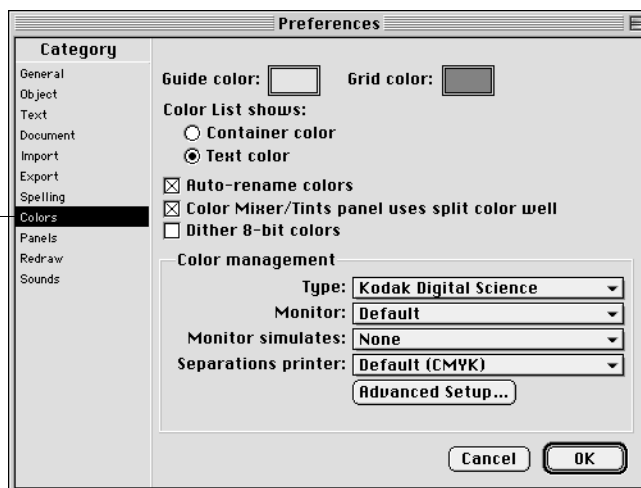 Preferences
Category
General
Object
Text
Document
Import
Export
Spelling
Colors
Panels
Redraw
Sounds
Guide color: Grid color:
Color List shows:
Container color
Text color
Auto-rename colors
Color Mixer/Tints panel uses split color well
Dither 8-bit colors
Color management
Type: Kodak Digital Science
Monitor: Default
Monitor simulates: None
Separations printer: Default (CMYK)
Advanced Setup...
Cancel OK